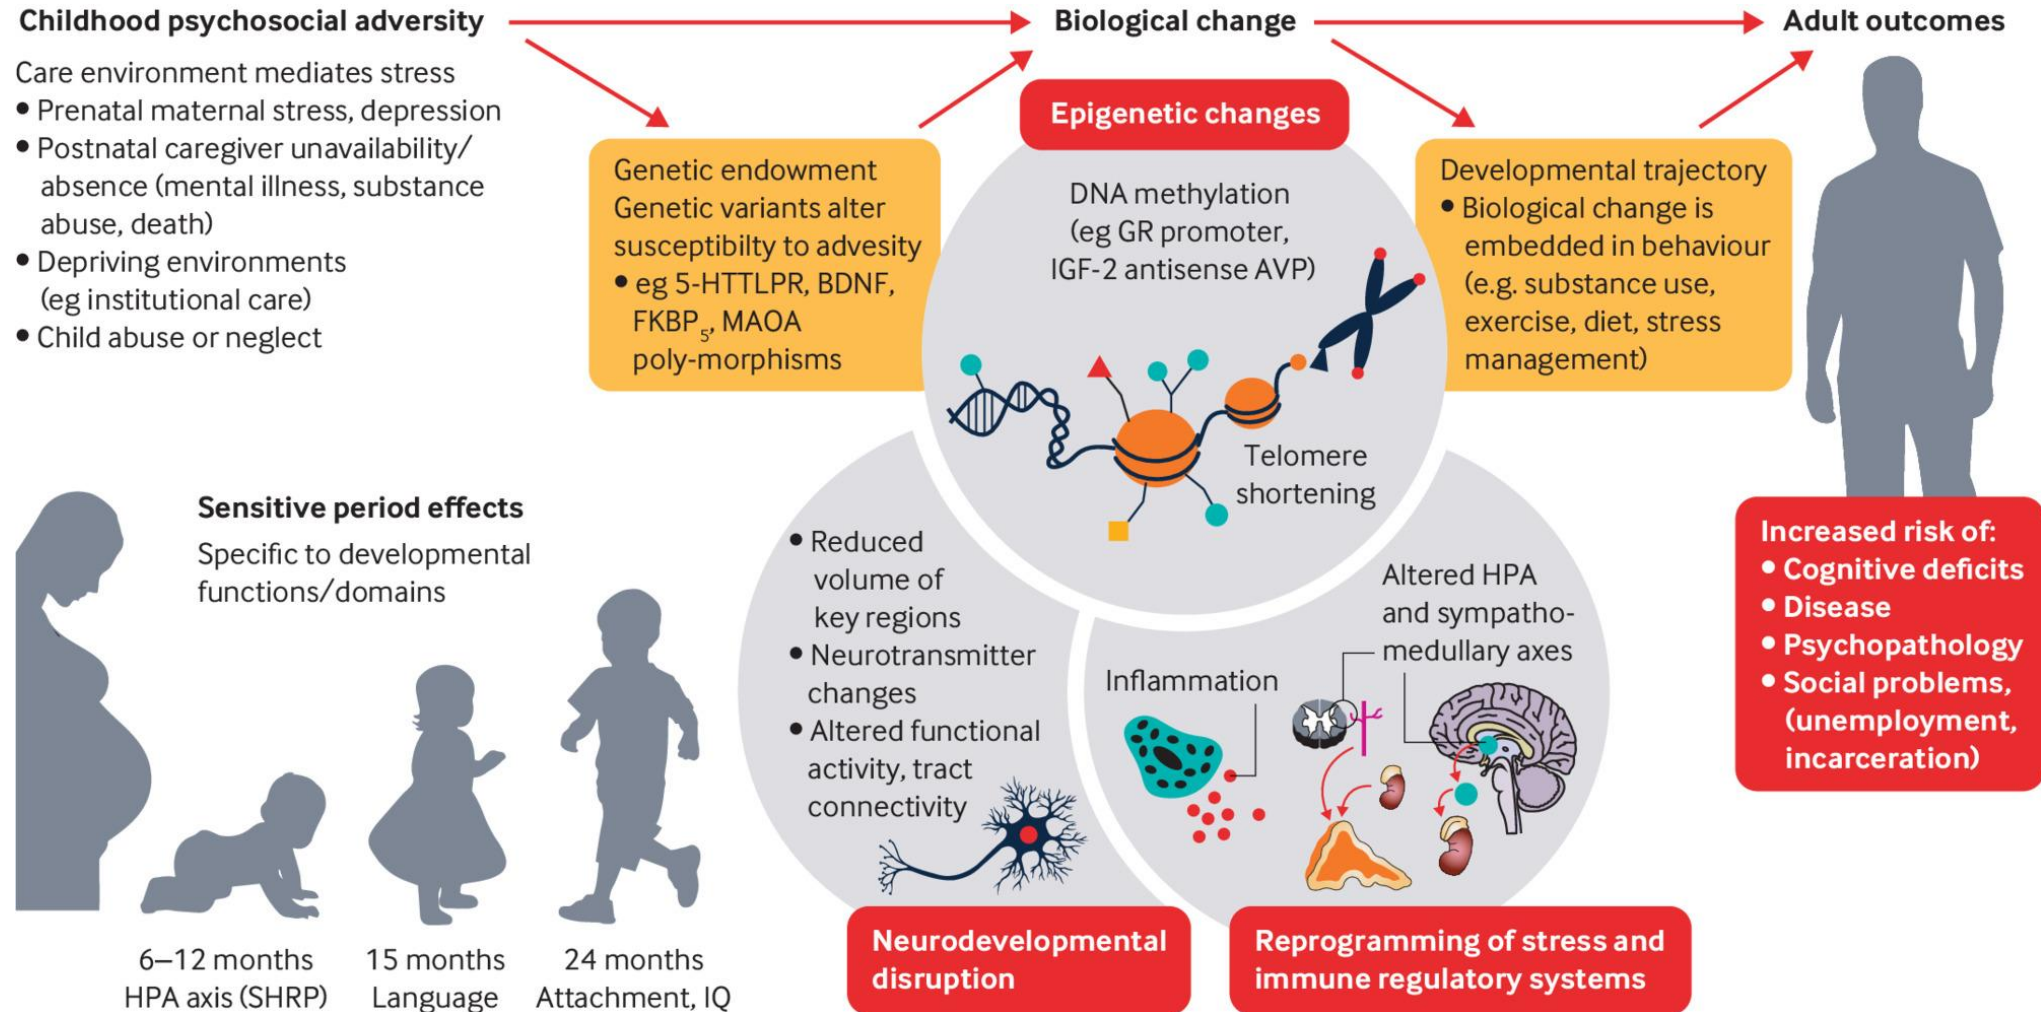 Childhood psychosocial adversity
Biological change
Adult outcomes
Care environment mediates stress
• Prenatal maternal stress, depression
• Postnatal caregiver unavailability/
absence (mental illness, substance
abuse, death)
• Depriving environments
(eg institutional care)
• Child abuse or neglect
Genetic endowment
Genetic variants alter
susceptibilty to advesity
• eg 5-HTTLPR, BDNF,
FKBP5, MAOA
poly-morphisms
Epigenetic changes
DNA methylation
(eg GR promoter,
IGF-2 antisense AVP)
Telomere
shortening
Developmental trajectory
• Biological change is
embedded in behaviour
(e.g. substance use,
exercise, diet, stress
management)
Sensitive period effects
Specific to developmental
functions/domains
6–12 months
HPA axis (SHRP)
15 months
Language
24 months
Attachment, IQ
• Reduced
volume of
key regions
• Neurotransmitter
changes
• Altered functional
activity, tract
connectivity
Neurodevelopmental
disruption
Inflammation
Altered HPA
and sympatho-
medullary axes
Reprogramming of stress and
immune regulatory systems
Increased risk of:
• Cognitive deficits
• Disease
• Psychopathology
• Social problems,
(unemployment,
incarceration)